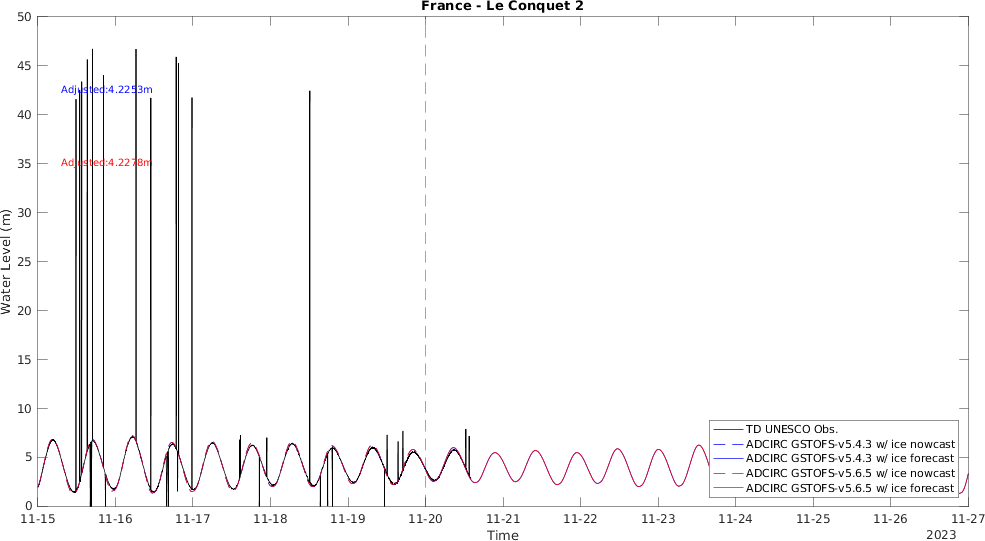 France - Le Conquet 2
50
45
40
35
30
25
20
15
10
5
0
Water Level (m)
Adjusted:4.2253m
Adjusted:4.2278m
TD UNESCO Obs.
ADCIRC GSTOFS-v5.4.3 w/ ice nowcast
ADCIRC GSTOFS-v5.4.3 w/ ice forecast
ADCIRC GSTOFS-v5.6.5 w/ ice nowcast
ADCIRC GSTOFS-v5.6.5 w/ ice forecast
11-15 11-16 11-17 11-18 11-19 11-20 11-21 11-22 11-23 11-24 11-25 11-26 11-27
Time
2023